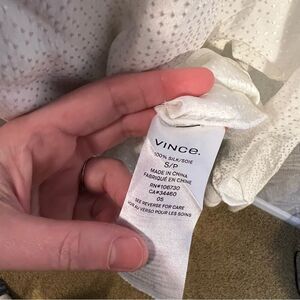 VINCE.
100% SILK/SOIE
S/P
MADE IN CHINA
FABRIQUÉ EN CHINE
RN#106730
CA#34460
05
SEE REVERSE FOR CARE
VOIR AU VERSO POUR LES SOINS